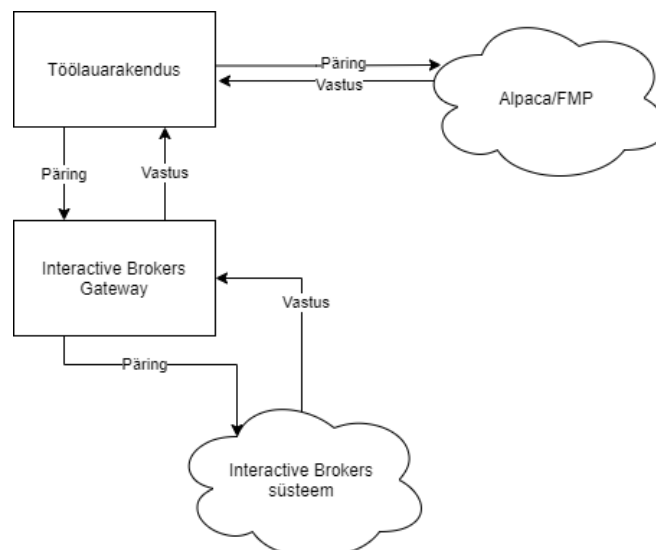 Töölauarakendus
Päring
Vastus
Alpaca/FMP
Päring
Vastus
Interactive Brokers
Gateway
Vastus
Päring
Interactive Brokers
süsteem